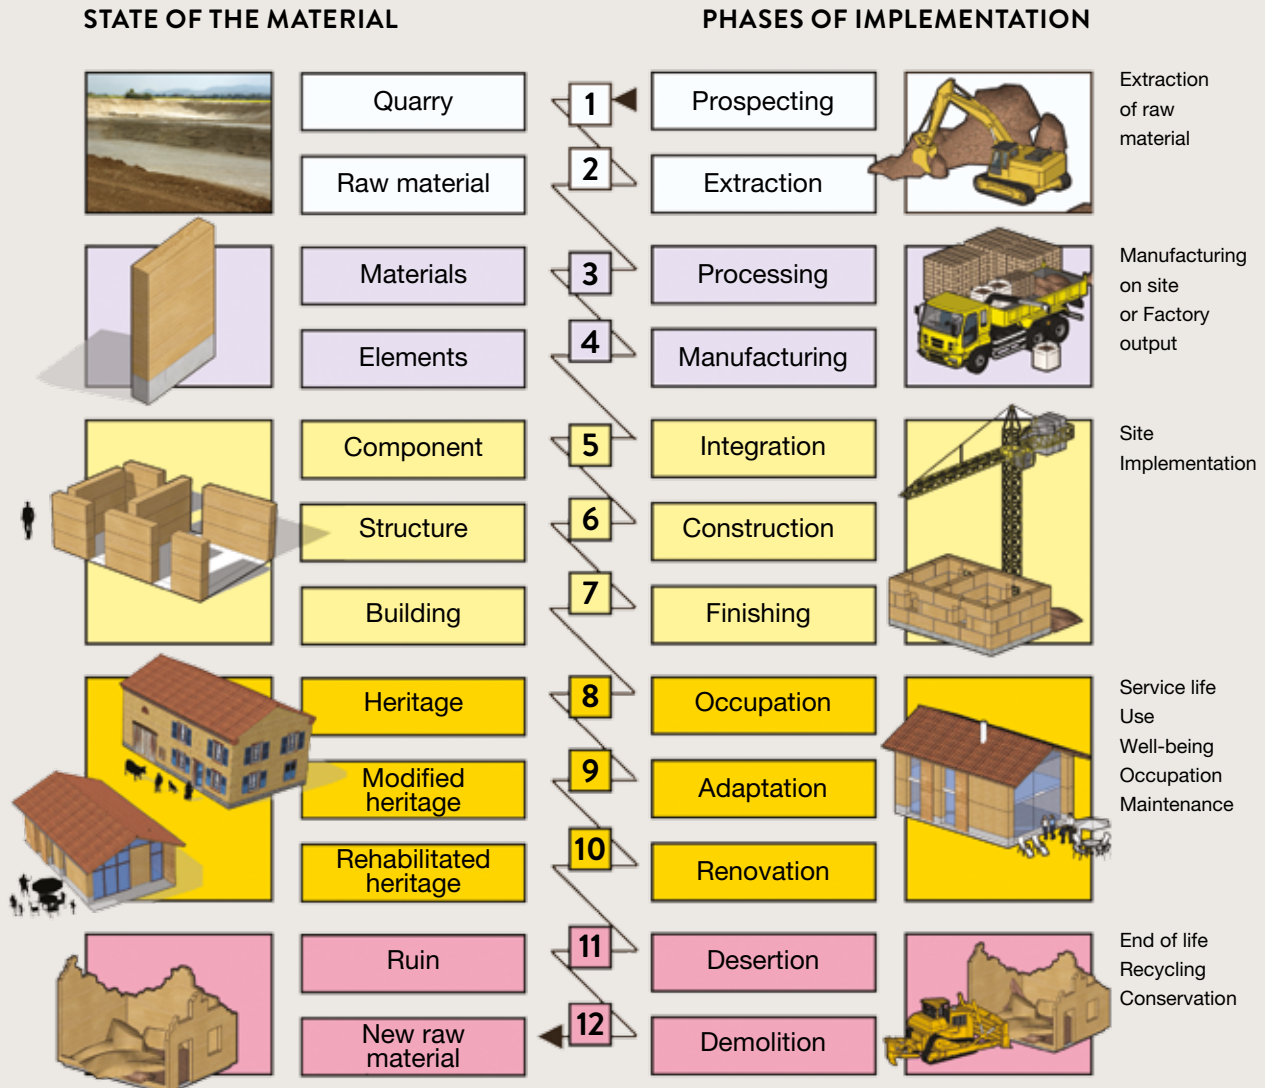 STATE OF THE MATERIAL
PHASES OF IMPLEMENTATION
Quarry
1
Prospecting
Extraction
of raw
material
Raw material
2
Extraction
Materials
3
Processing
Manufacturing
on site
or Factory
output
Elements
4
Manufacturing
Component
5
Integration
Site
Implementation
Structure
6
Construction
Building
7
Finishing
Heritage
8
Occupation
Service life
Use
Well-being
Occupation
Maintenance
Modified
heritage
9
Adaptation
Rehabilitated
heritage
10
Renovation
Ruin
11
Desertion
End of life
Recycling
Conservation
New raw
material
12
Demolition